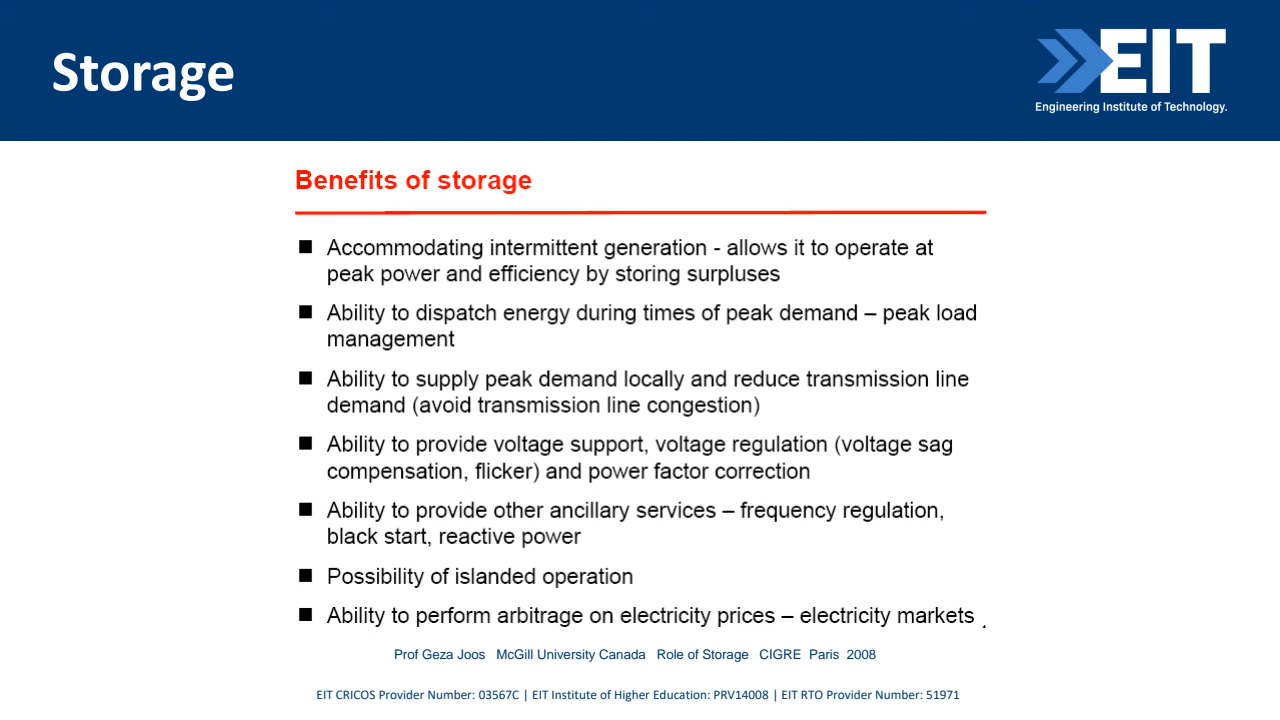 Storage
EIT
Engineering Institute of Technology.
Benefits of storage
■ Accommodating intermittent generation - allows it to operate at
peak power and efficiency by storing surpluses
■ Ability to dispatch energy during times of peak demand – peak load
management
■ Ability to supply peak demand locally and reduce transmission line
demand (avoid transmission line congestion)
■ Ability to provide voltage support, voltage regulation (voltage sag
compensation, flicker) and power factor correction
■ Ability to provide other ancillary services – frequency regulation,
black start, reactive power
■ Possibility of islanded operation
■ Ability to perform arbitrage on electricity prices – electricity markets
Prof Geza Joos McGill University Canada Role of Storage CIGRE Paris 2008
EIT CRICOS Provider Number: 03567C | EIT Institute of Higher Education: PRV14008 | EIT RTO Provider Number: 51971